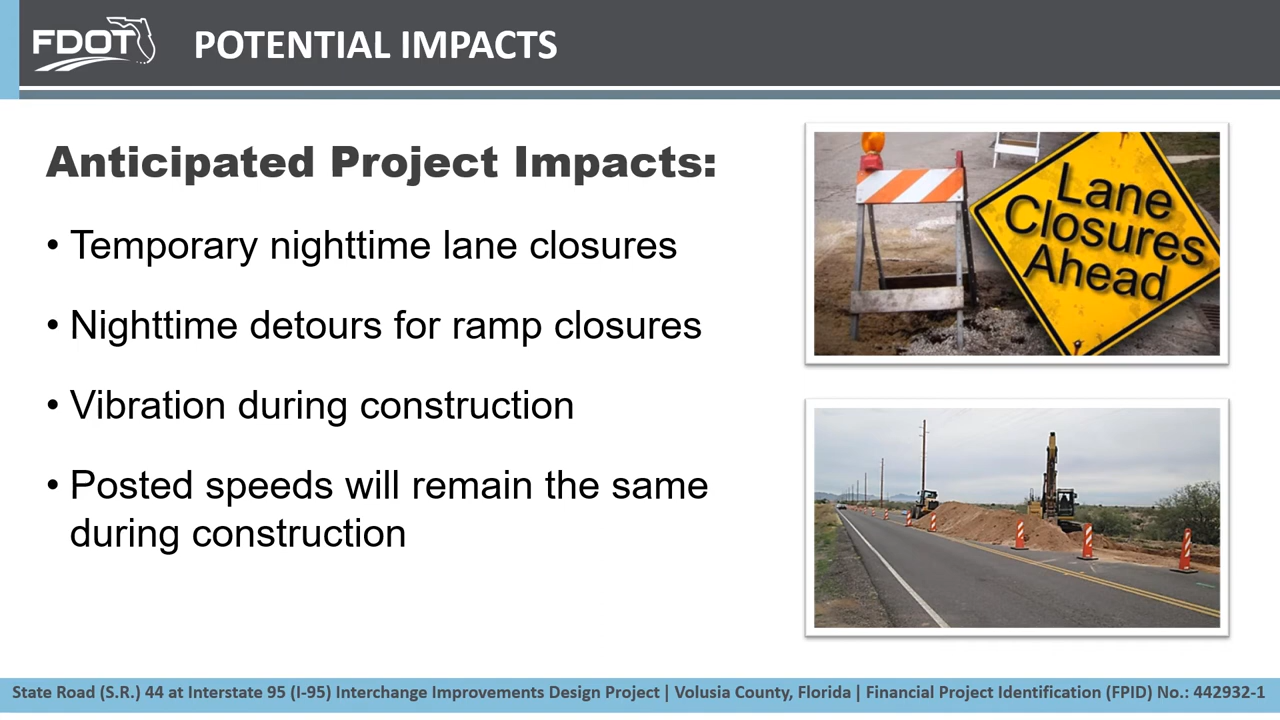 FDOT
POTENTIAL IMPACTS
Anticipated Project Impacts:
• Temporary nighttime lane closures
• Nighttime detours for ramp closures
• Vibration during construction
• Posted speeds will remain the same
during construction
Lane
Closures
Ahead
State Road (S.R.) 44 at Interstate 95 (I-95) Interchange Improvements Design Project | Volusia County, Florida | Financial Project Identification (FPID) No.: 442932-1